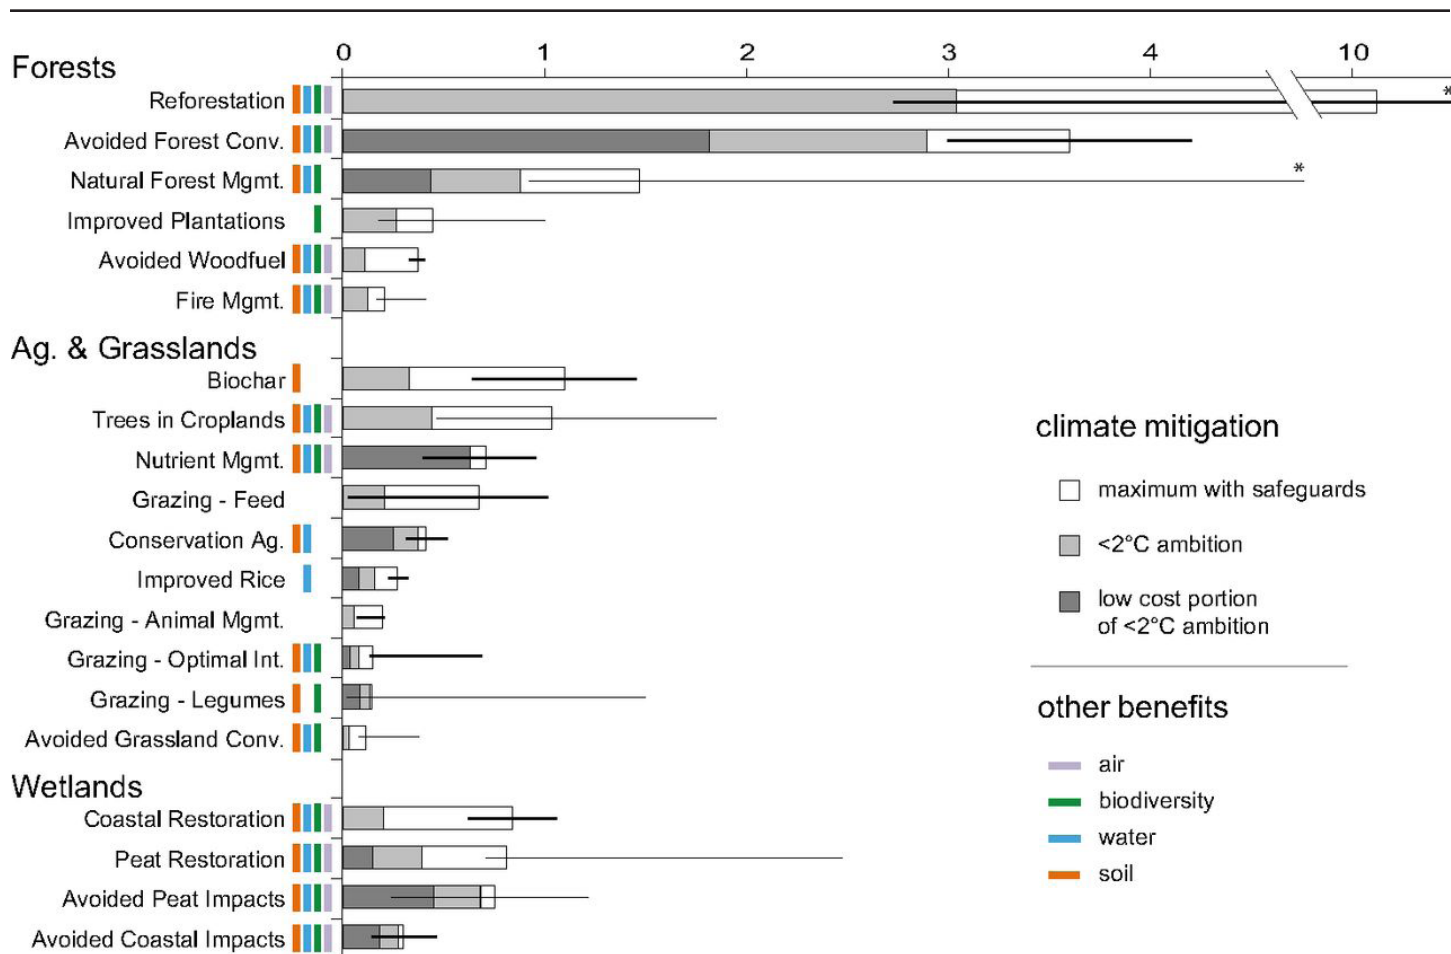 0 1 2 3 4 10
Forests
Reforestation
*
Avoided Forest Conv.
Natural Forest Mgmt.
*
Improved Plantations
Avoided Woodfuel
Fire Mgmt.
Ag. & Grasslands
Biochar
Trees in Croplands
Nutrient Mgmt.
Grazing - Feed
Conservation Ag.
Improved Rice
Grazing - Animal Mgmt.
Grazing - Optimal Int.
Grazing - Legumes
Avoided Grassland Conv.
Wetlands
Coastal Restoration
Peat Restoration
Avoided Peat Impacts
Avoided Coastal Impacts
climate mitigation
maximum with safeguards
<2°C ambition
low cost portion
of <2°C ambition
other benefits
air
biodiversity
water
soil